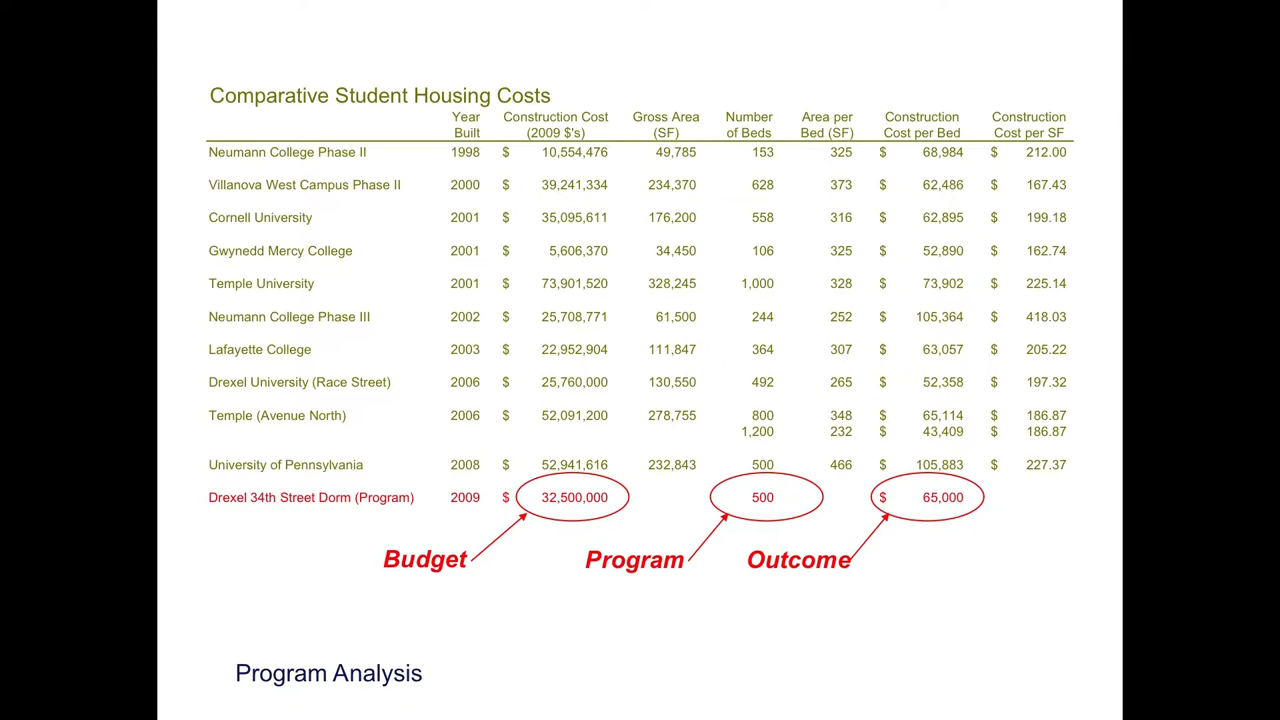 Comparative Student Housing Costs
Year Construction Cost Gross Area Number Area per Construction Construction
Built (2009 $'s) (SF) of Beds Bed (SF) Cost per Bed Cost per SF
Neumann College Phase II 1998 $ 10,554,476 49,785 153 325 $ 68,984 $ 212.00
Villanova West Campus Phase II 2000 $ 39,241,334 234,370 628 373 $ 62,486 $ 167.43
Cornell University 2001 $ 35,095,611 176,200 558 316 $ 62,895 $ 199.18
Gwynedd Mercy College 2001 $ 5,606,370 34,450 106 325 $ 52,890 $ 162.74
Temple University 2001 $ 73,901,520 328,245 1,000 328 $ 73,902 $ 225.14
Neumann College Phase III 2002 $ 25,708,771 61,500 244 252 $ 105,364 $ 418.03
Lafayette College 2003 $ 22,952,904 111,847 364 307 $ 63,057 $ 205.22
Drexel University (Race Street) 2006 $ 25,760,000 130,550 492 265 $ 52,358 $ 197.32
Temple (Avenue North) 2006 $ 52,091,200 278,755 800 348 $ 65,114 $ 186.87
1,200 232 $ 43,409 $ 186.87
University of Pennsylvania 2008 $ 52,941,616 232,843 500 466 $ 105,883 $ 227.37
Drexel 34th Street Dorm (Program) 2009 $ 32,500,000 500 $ 65,000
Budget Program Outcome
Program Analysis